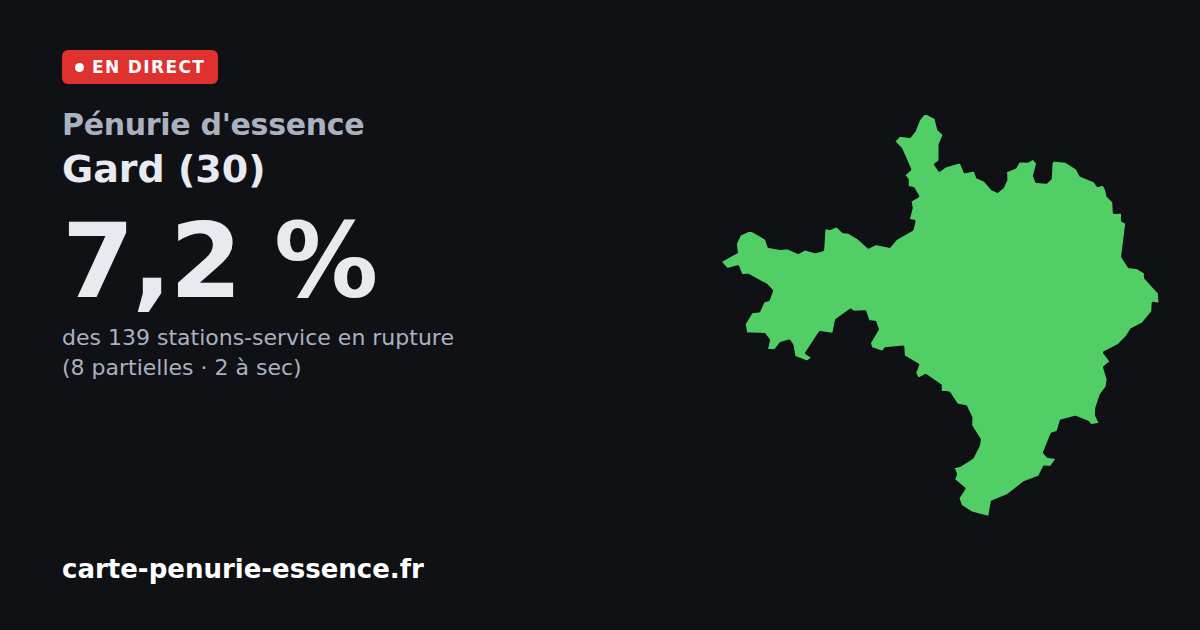 EN DIRECT
Pénurie d'essence
Gard (30)
7,2 %
des 139 stations-service en rupture
(8 partielles · 2 à sec)
carte-penurie-essence.fr